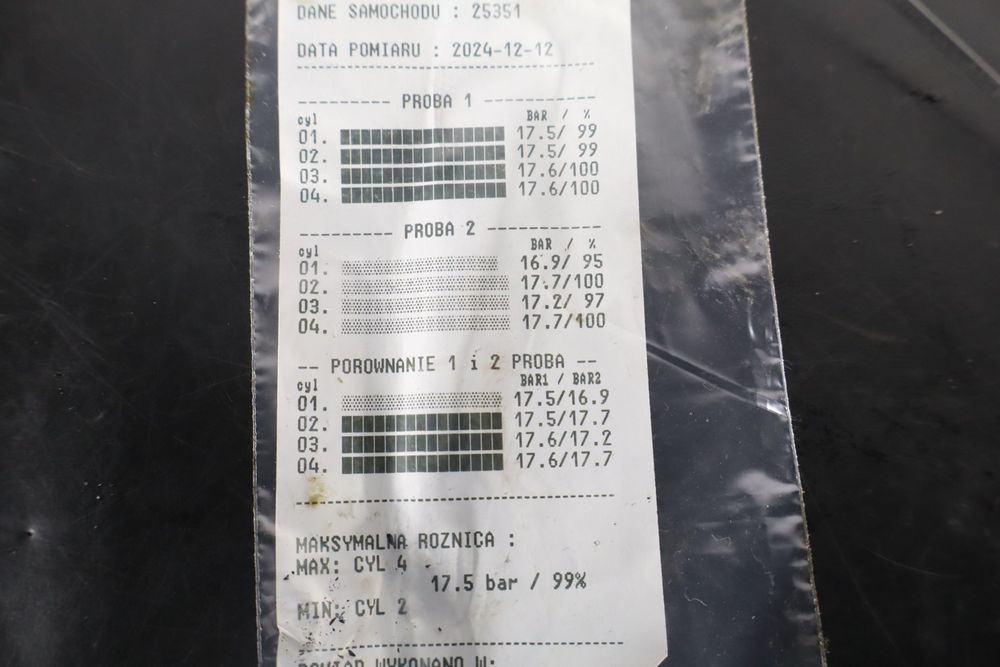 DANE SAMOCHODU : 25351
DATA POMIARU : 2024-12-12
PROBA 1
cyl BAR / %
01. 17.5/ 99
02. 17.5/ 99
03. 17.6/100
04. 17.6/100
PROBA 2
cyl BAR / %
01. 16.9/ 95
02. 17.7/100
03. 17.2/ 97
04. 17.7/100
-- POROWNANIE 1 i 2 PROBA --
cyl BAR1 / BAR2
01. 17.5/16.9
02. 17.5/17.7
03. 17.6/17.2
04. 17.6/17.7
MAKSYMALNA ROZNICA :
MAX: CYL 4
17.5 bar / 99%
MIN: CYL 2
POMIAR WYKONANO W: